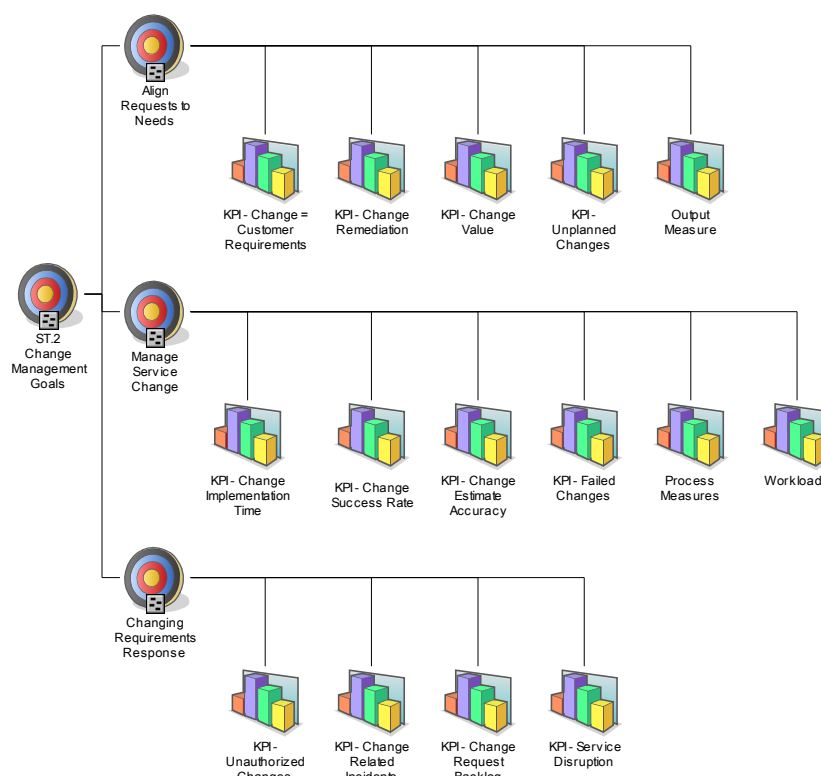 Align
Requests to
Needs
KPI - Change =
Customer
Requirements
KPI - Change
Remediation
KPI - Change
Value
KPI -
Unplanned
Changes
Output
Measure
ST.2
Change
Management
Goals
Manage
Service
Change
KPI - Change
Implementation
Time
KPI - Change
Success Rate
KPI - Change
Estimate
Accuracy
KPI - Failed
Changes
Process
Measures
Workload
Changing
Requirements
Response
KPI -
Unauthorized
Changes
KPI - Change
Related
Incidents
KPI - Change
Request
Backlog
KPI - Service
Disruption